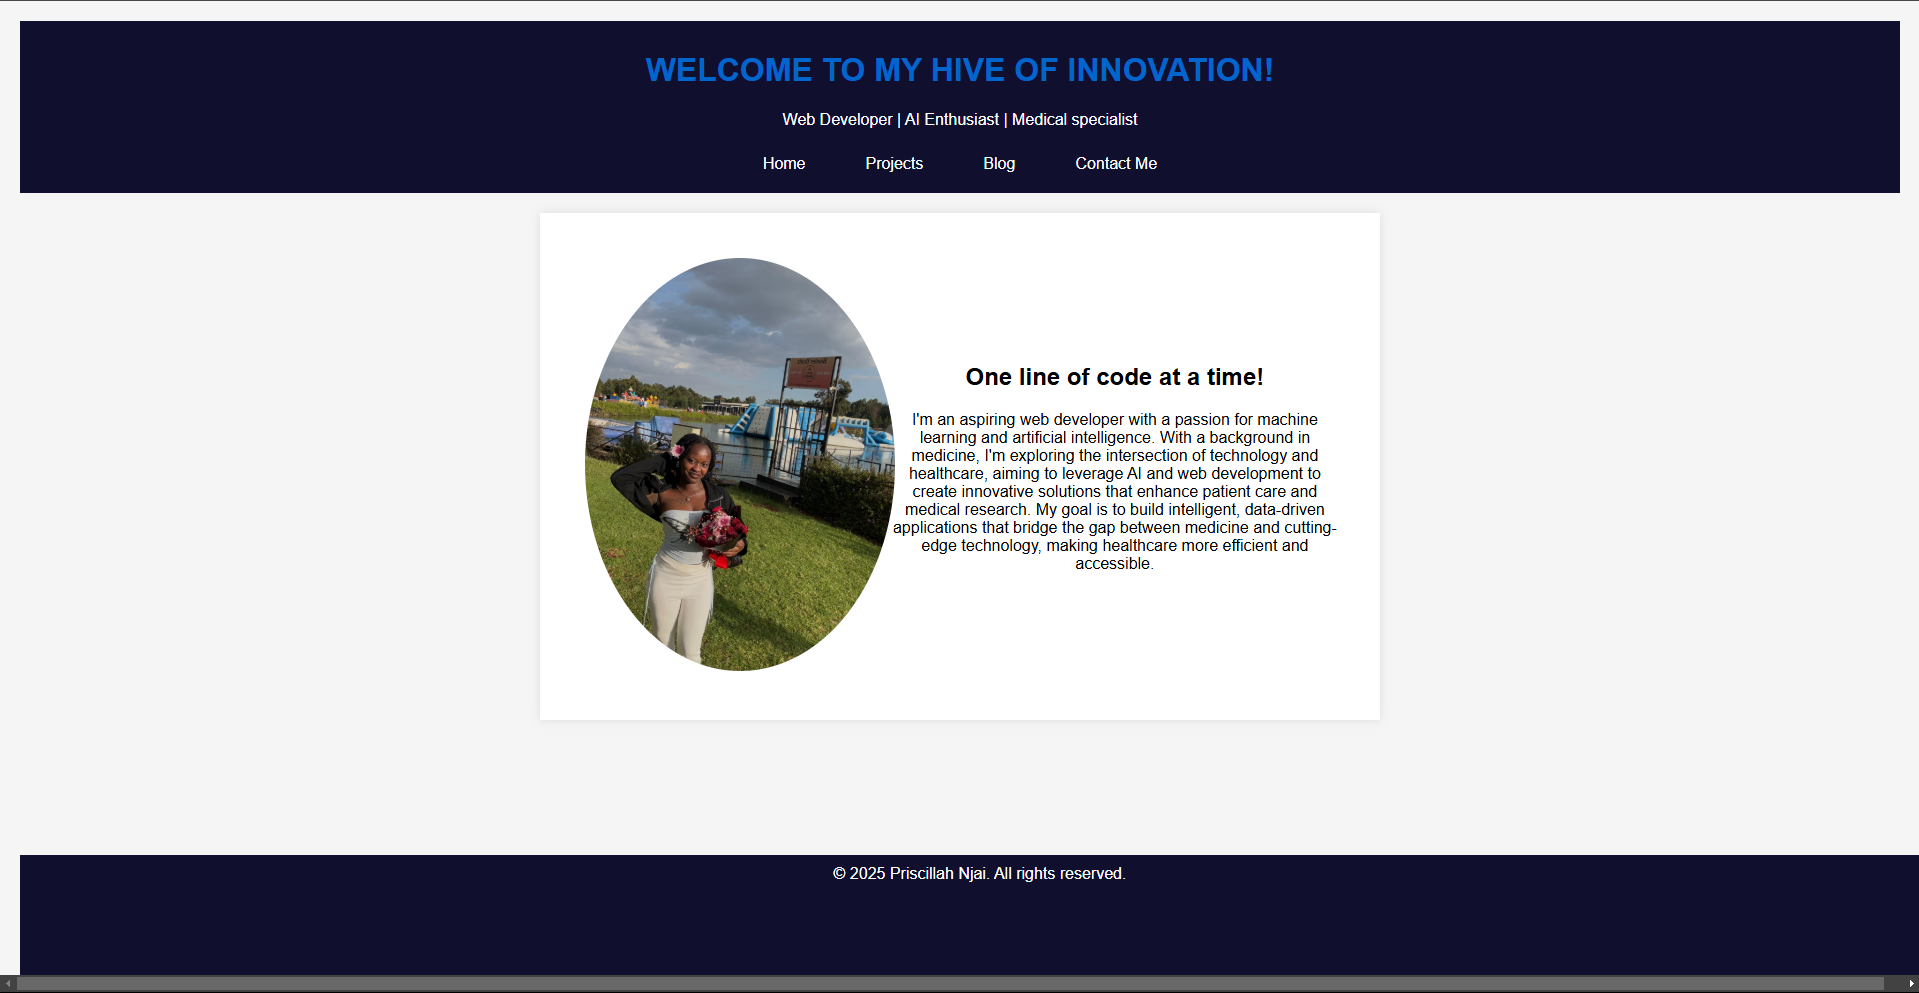 WELCOME TO MY HIVE OF INNOVATION!
Web Developer | AI Enthusiast | Medical specialist
Home Projects Blog Contact Me
One line of code at a time!
I'm an aspiring web developer with a passion for machine
learning and artificial intelligence. With a background in
medicine, I'm exploring the intersection of technology and
healthcare, aiming to leverage AI and web development to
create innovative solutions that enhance patient care and
medical research. My goal is to build intelligent, data-driven
applications that bridge the gap between medicine and cutting-
edge technology, making healthcare more efficient and
accessible.
© 2025 Priscillah Njai. All rights reserved.